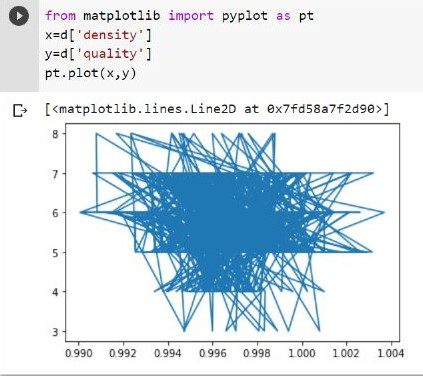 from matplotlib import pyplot as pt
x=d['density']
y=d['quality']
pt.plot(x,y)
[<matplotlib.lines.Line2D at 0x7fd58a7f2d90>]
8
7
6
5
4
3
0.990 0.992 0.994 0.996 0.998 1.000 1.002 1.004